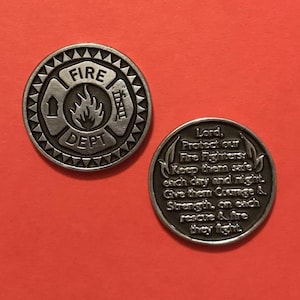 FIRE
DEPT
Lord,
Protect our
Fire Fighters
Keep them safe
each day and night.
Give them Courage &
Strength, on each
rescue & fire
they fight.